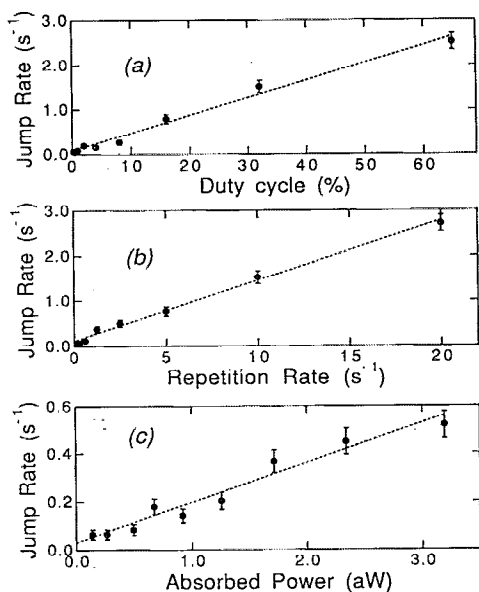 3.0
2.0
1.0
0.0
Jump Rate (s⁻¹)
(a)
0 10 20 30 40 50 60
Duty cycle (%)
3.0
2.0
1.0
0.0
Jump Rate (s⁻¹)
(b)
0 5 10 15 20
Repetition Rate (s⁻¹)
0.6
0.4
0.2
0.0
Jump Rate (s⁻¹)
(c)
0.0 1.0 2.0 3.0
Absorbed Power (aW)